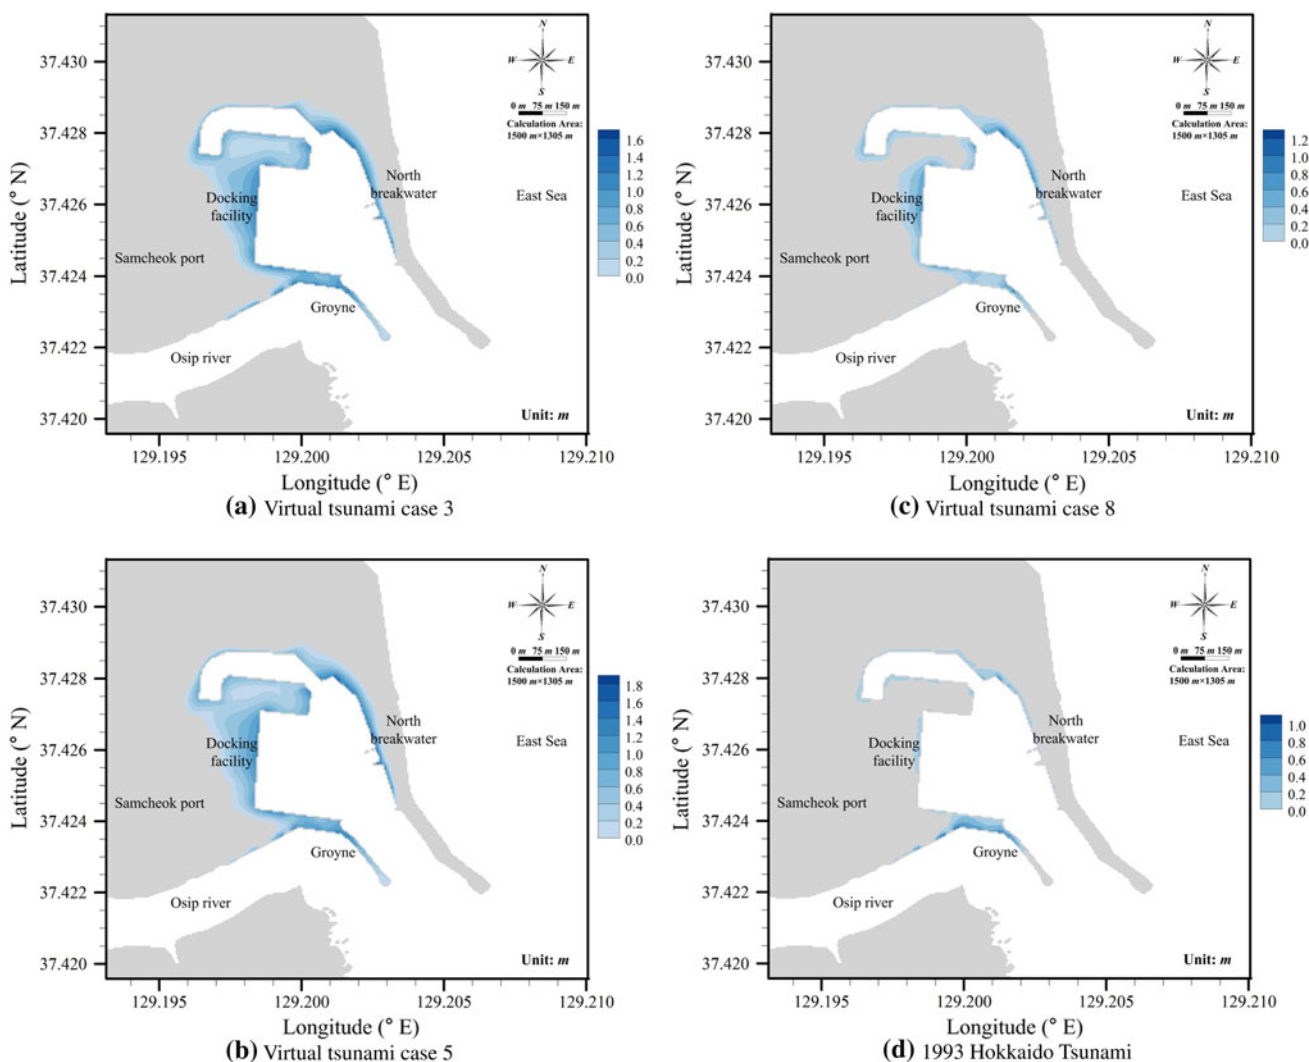 37.430
37.428
37.426
37.424
37.422
37.420
Latitude (° N)
N
W
E
S
0 m 75 m 150 m
Calculation Area:
1500 m×1305 m
North
breakwater
East Sea
Docking
facility
Samcheok port
Groyne
Osip river
Unit: m
1.6
1.4
1.2
1.0
0.8
0.6
0.4
0.2
0.0
129.195
129.200
129.205
129.210
Longitude (° E)
(a) Virtual tsunami case 3
37.430
37.428
37.426
37.424
37.422
37.420
Latitude (° N)
N
W
E
S
0 m 75 m 150 m
Calculation Area:
1500 m×1305 m
North
breakwater
East Sea
Docking
facility
Samcheok port
Groyne
Osip river
Unit: m
1.2
1.0
0.8
0.6
0.4
0.2
0.0
129.195
129.200
129.205
129.210
Longitude (° E)
(c) Virtual tsunami case 8
37.430
37.428
37.426
37.424
37.422
37.420
Latitude (° N)
N
W
E
S
0 m 75 m 150 m
Calculation Area:
1500 m×1305 m
North
breakwater
East Sea
Docking
facility
Samcheok port
Groyne
Osip river
Unit: m
1.8
1.6
1.4
1.2
1.0
0.8
0.6
0.4
0.2
0.0
129.195
129.200
129.205
129.210
Longitude (° E)
(b) Virtual tsunami case 5
37.430
37.428
37.426
37.424
37.422
37.420
Latitude (° N)
N
W
E
S
0 m 75 m 150 m
Calculation Area:
1500 m×1305 m
North
breakwater
East Sea
Docking
facility
Samcheok port
Groyne
Osip river
Unit: m
1.0
0.8
0.6
0.4
0.2
0.0
129.195
129.200
129.205
129.210
Longitude (° E)
(d) 1993 Hokkaido Tsunami